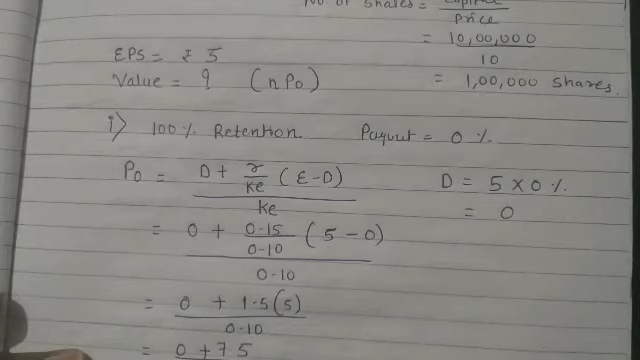 No. of Shares = Capital
Price
= 10,00,000
10
= 1,00,000 shares.
EPS = ₹ 5
Value = ? (nP0)
i) 100% Retention Payout = 0 %
P0 = D + r/ke (E-D)
ke
D = 5 × 0 %
= 0
= 0 + 0.15/0.10 (5 - 0)
0.10
= 0 + 1.5(5)
0.10
= 0 + 7.5